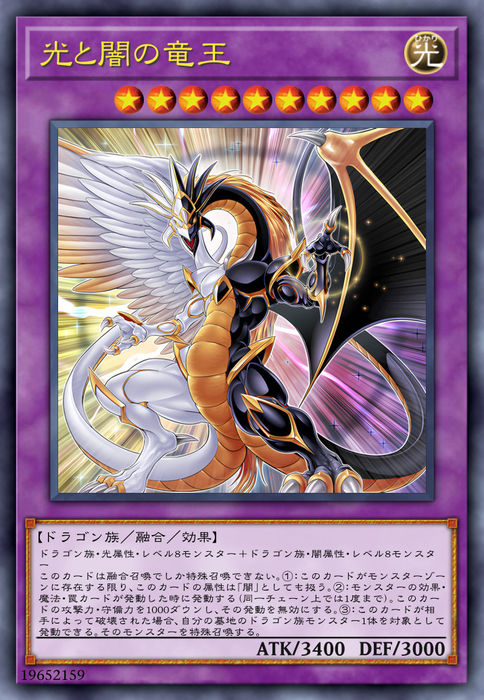 光と闇の竜王
ひかり
光
【ドラゴン族／融合／効果】
ドラゴン族・光属性・レベル8モンスター＋ドラゴン族・闇属性・レベル8モンスタ
ー
このカードは融合召喚でしか特殊召喚できない。①：このカードがモンスターゾー
ンに存在する限り、このカードの属性は「闇」としても扱う。②：モンスターの効果・
魔法・罠カードが発動した時に発動する（同一チェーン上では1度まで）。このカー
ドの攻撃力・守備力を1000ダウンし、その発動を無効にする。③：このカードが相
手によって破壊された場合、自分の墓地のドラゴン族モンスター1体を対象として
発動できる。そのモンスターを特殊召喚する。
ATK/3400 DEF/3000
19652159